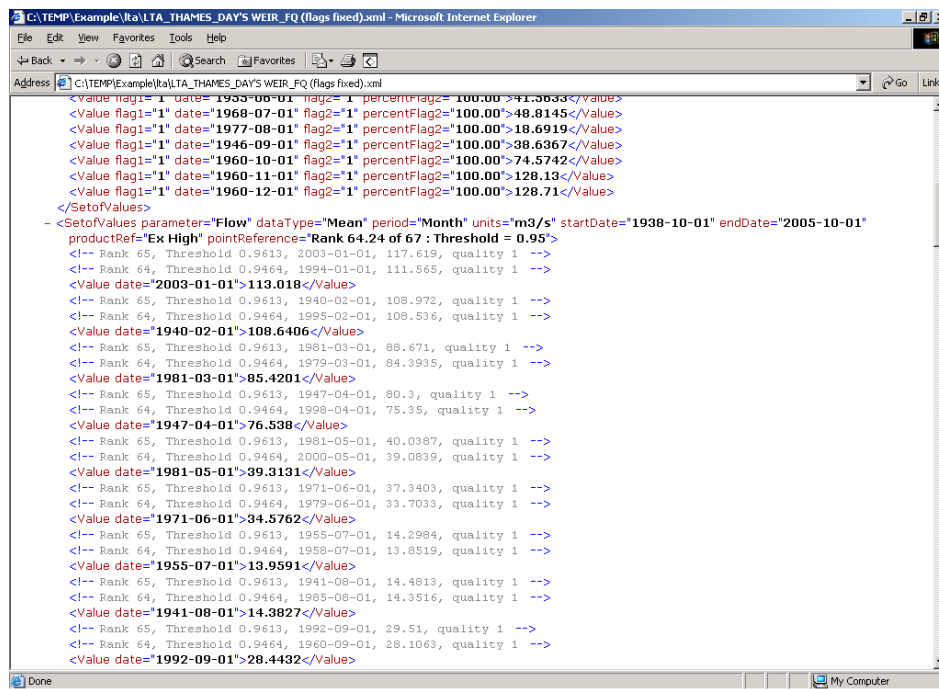 C:\TEMP\Example\lta\LTA_THAMES_DAY'S WEIR_FQ (flags fixed).xml - Microsoft Internet Explorer
File Edit View Favorites Tools Help
Back Search Favorites
Address C:\TEMP\Example\lta\LTA_THAMES_DAY'S WEIR_FQ (flags fixed).xml Go Link
<Value flag1="1" date="1955-06-01" flag2="1" percentFlag2="100.00">41.5633</Value>
<Value flag1="1" date="1968-07-01" flag2="1" percentFlag2="100.00">48.8145</Value>
<Value flag1="1" date="1977-08-01" flag2="1" percentFlag2="100.00">18.6919</Value>
<Value flag1="1" date="1946-09-01" flag2="1" percentFlag2="100.00">38.6367</Value>
<Value flag1="1" date="1960-10-01" flag2="1" percentFlag2="100.00">74.5742</Value>
<Value flag1="1" date="1960-11-01" flag2="1" percentFlag2="100.00">128.13</Value>
<Value flag1="1" date="1960-12-01" flag2="1" percentFlag2="100.00">128.71</Value>
</SetofValues>
- <SetofValues parameter="Flow" dataType="Mean" period="Month" units="m3/s" startDate="1938-10-01" endDate="2005-10-01"
productRef="Ex High" pointReference="Rank 64.24 of 67 : Threshold = 0.95">
<!-- Rank 65, Threshold 0.9613, 2003-01-01, 117.619, quality 1 -->
<!-- Rank 64, Threshold 0.9464, 1994-01-01, 111.565, quality 1 -->
<Value date="2003-01-01">113.018</Value>
<!-- Rank 65, Threshold 0.9613, 1940-02-01, 108.972, quality 1 -->
<!-- Rank 64, Threshold 0.9464, 1995-02-01, 108.536, quality 1 -->
<Value date="1940-02-01">108.6406</Value>
<!-- Rank 65, Threshold 0.9613, 1981-03-01, 88.671, quality 1 -->
<!-- Rank 64, Threshold 0.9464, 1979-03-01, 84.3935, quality 1 -->
<Value date="1981-03-01">85.4201</Value>
<!-- Rank 65, Threshold 0.9613, 1947-04-01, 80.3, quality 1 -->
<!-- Rank 64, Threshold 0.9464, 1998-04-01, 75.35, quality 1 -->
<Value date="1947-04-01">76.538</Value>
<!-- Rank 65, Threshold 0.9613, 1981-05-01, 40.0387, quality 1 -->
<!-- Rank 64, Threshold 0.9464, 2000-05-01, 39.0839, quality 1 -->
<Value date="1981-05-01">39.3131</Value>
<!-- Rank 65, Threshold 0.9613, 1971-06-01, 37.3403, quality 1 -->
<!-- Rank 64, Threshold 0.9464, 1979-06-01, 33.7033, quality 1 -->
<Value date="1971-06-01">34.5762</Value>
<!-- Rank 65, Threshold 0.9613, 1955-07-01, 14.2984, quality 1 -->
<!-- Rank 64, Threshold 0.9464, 1958-07-01, 13.8519, quality 1 -->
<Value date="1955-07-01">13.9591</Value>
<!-- Rank 65, Threshold 0.9613, 1941-08-01, 14.4813, quality 1 -->
<!-- Rank 64, Threshold 0.9464, 1985-08-01, 14.3516, quality 1 -->
<Value date="1941-08-01">14.3827</Value>
<!-- Rank 65, Threshold 0.9613, 1992-09-01, 29.51, quality 1 -->
<!-- Rank 64, Threshold 0.9464, 1960-09-01, 28.1063, quality 1 -->
<Value date="1992-09-01">28.4432</Value>
Done My Computer